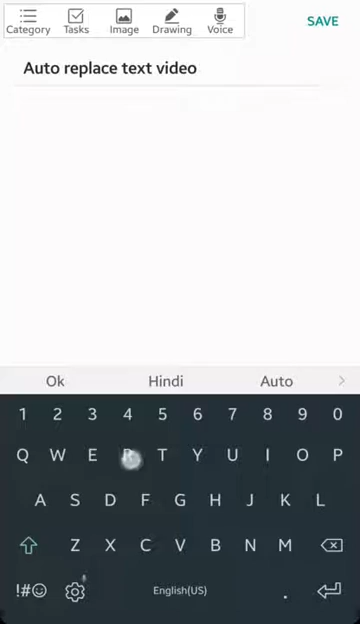 Category Tasks Image Drawing Voice SAVE
Auto replace text video
Ok Hindi Auto
1 2 3 4 5 6 7 8 9 0
Q W E R T Y U I O P
A S D F G H J K L
Z X C V B N M
!#☺ English(US) .